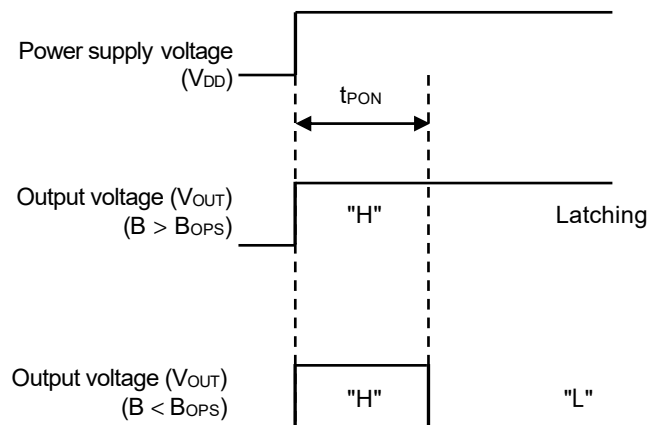 Power supply voltage
(VDD)
tPON
Output voltage (VOUT)
(B > BOPS)
"H"
Latching
Output voltage (VOUT)
(B < BOPS)
"H"
"L"